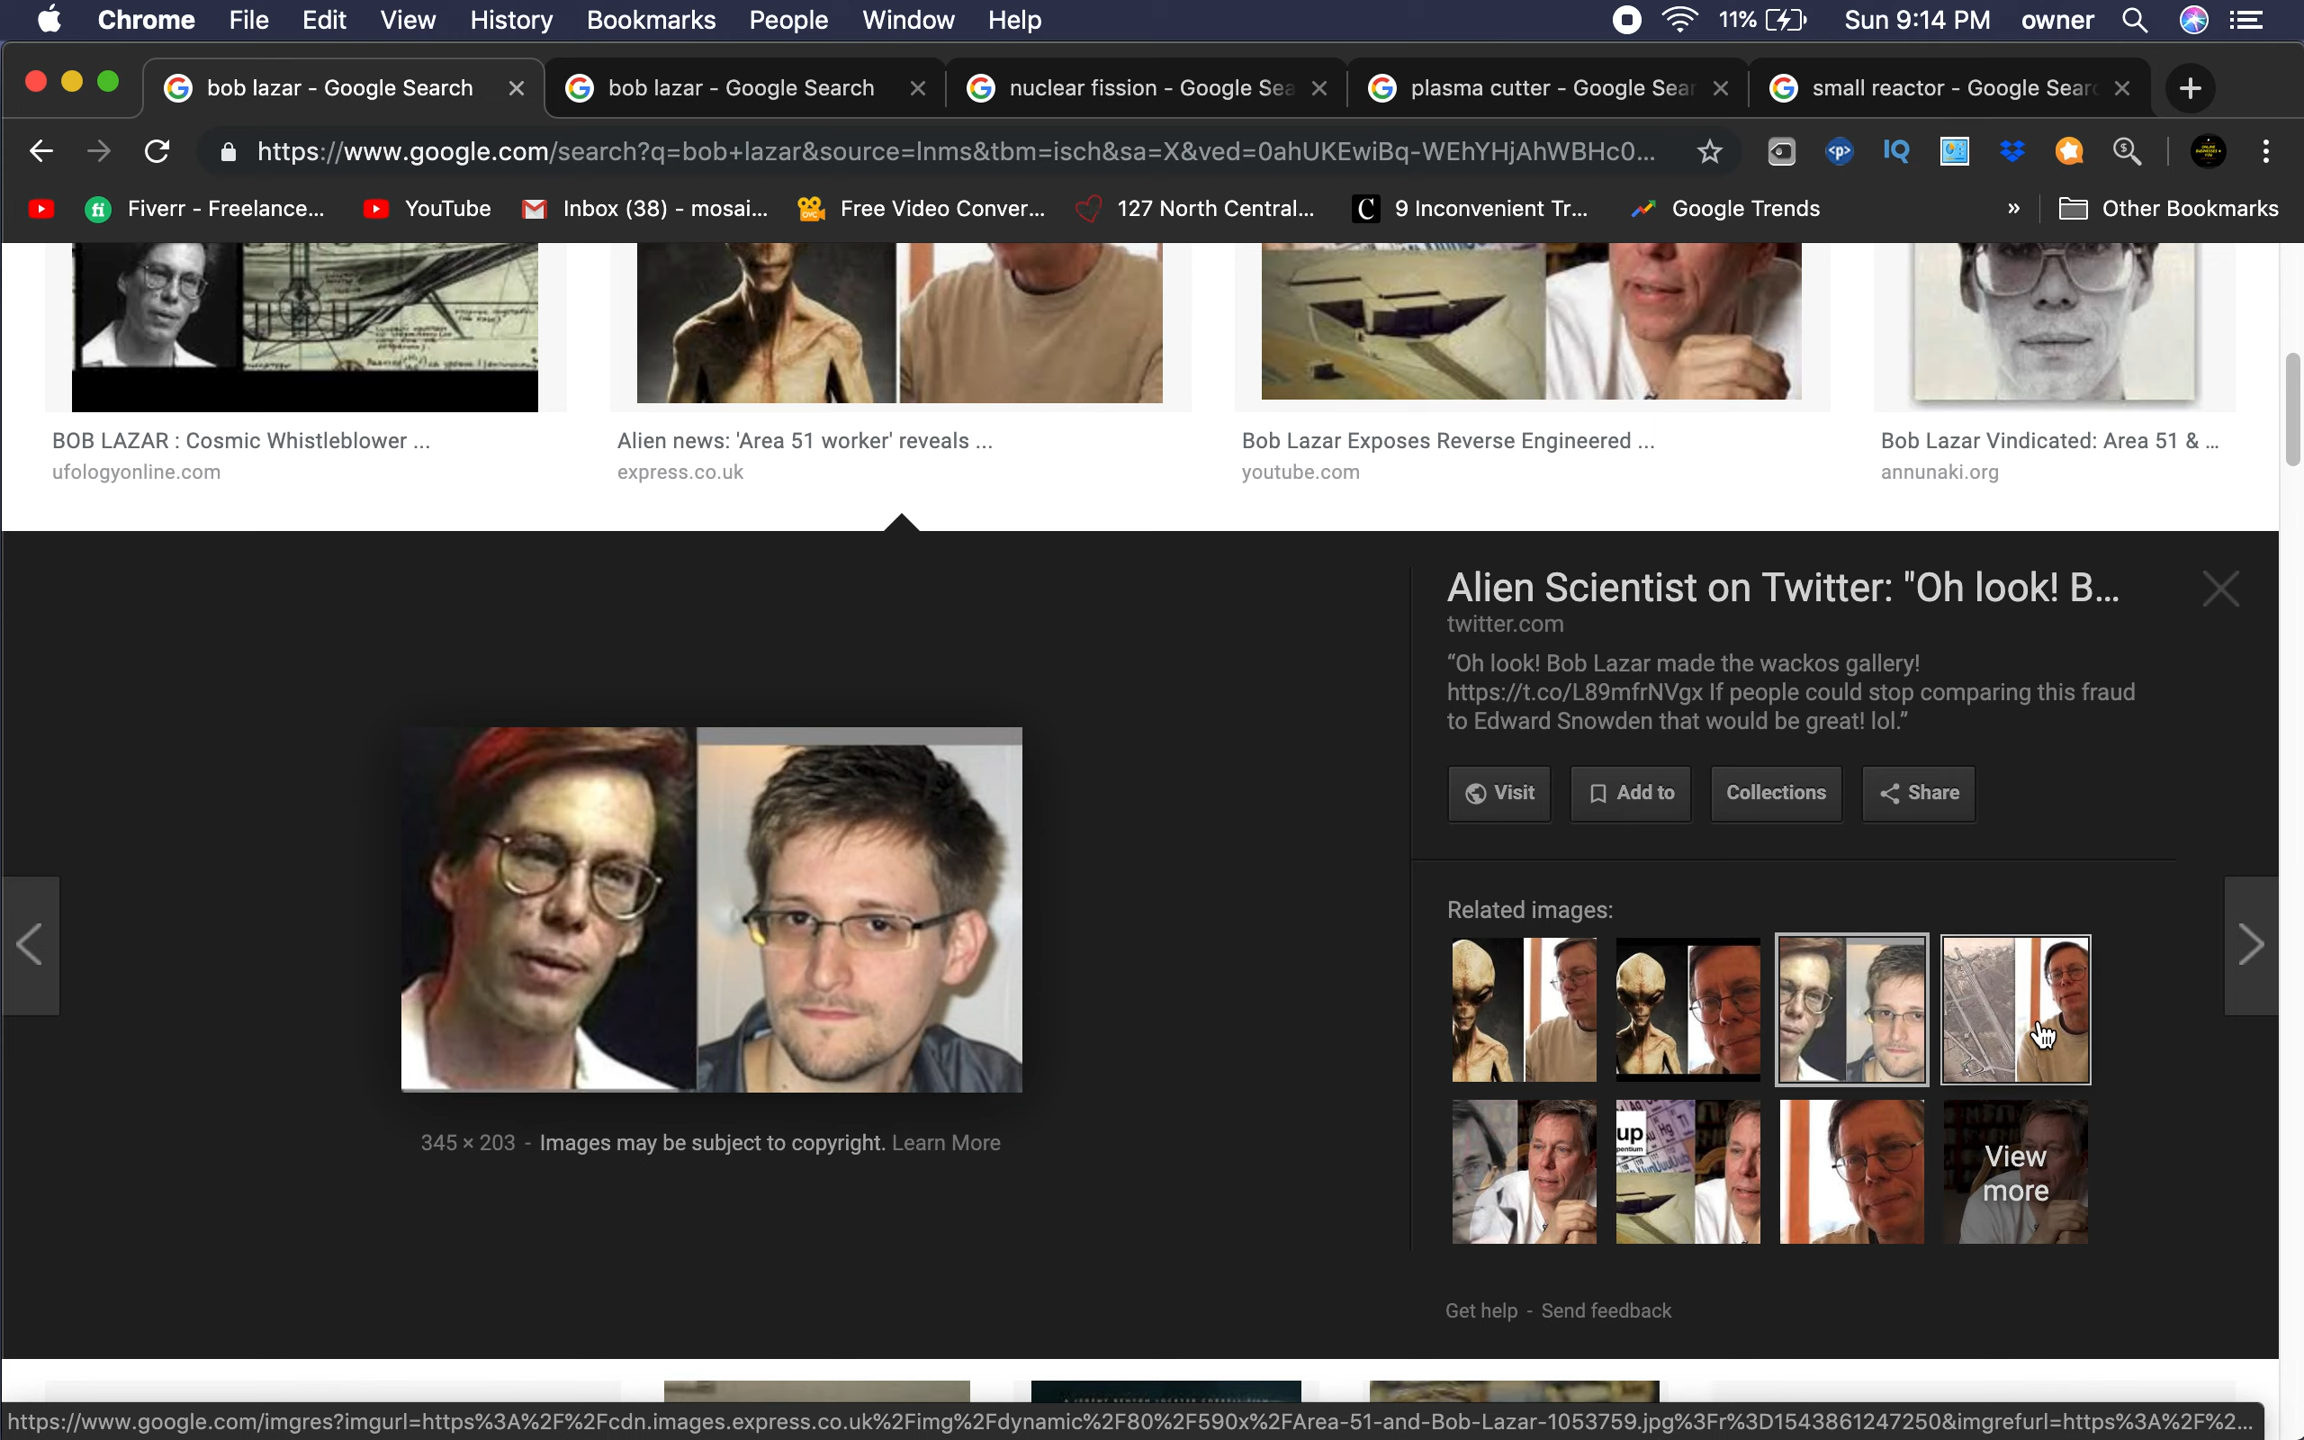 Chrome File Edit View History Bookmarks People Window Help 11% Sun 9:14 PM owner
bob lazar - Google Search bob lazar - Google Search nuclear fission - Google Sea plasma cutter - Google Sear small reactor - Google Searc
https://www.google.com/search?q=bob+lazar&source=lnms&tbm=isch&sa=X&ved=0ahUKEwiBq-WEhYHjAhWBHc0...
Fiverr - Freelance... YouTube Inbox (38) - mosai... Free Video Conver... 127 North Central... 9 Inconvenient Tr... Google Trends » Other Bookmarks
BOB LAZAR : Cosmic Whistleblower ... Alien news: 'Area 51 worker' reveals ... Bob Lazar Exposes Reverse Engineered ... Bob Lazar Vindicated: Area 51 & ...
ufologyonline.com express.co.uk youtube.com annunaki.org
Alien Scientist on Twitter: "Oh look! B...
twitter.com
“Oh look! Bob Lazar made the wackos gallery!
https://t.co/L89mfrNVgx If people could stop comparing this fraud
to Edward Snowden that would be great! lol.”
Visit Add to Collections Share
Related images:
345 × 203 - Images may be subject to copyright. Learn More
up Ag Hg
View
more
Get help - Send feedback
https://www.google.com/imgres?imgurl=https%3A%2F%2Fcdn.images.express.co.uk%2Fimg%2Fdynamic%2F80%2F590x%2FArea-51-and-Bob-Lazar-1053759.jpg%3Fr%3D1543861247250&imgrefurl=https%3A%2F%2...